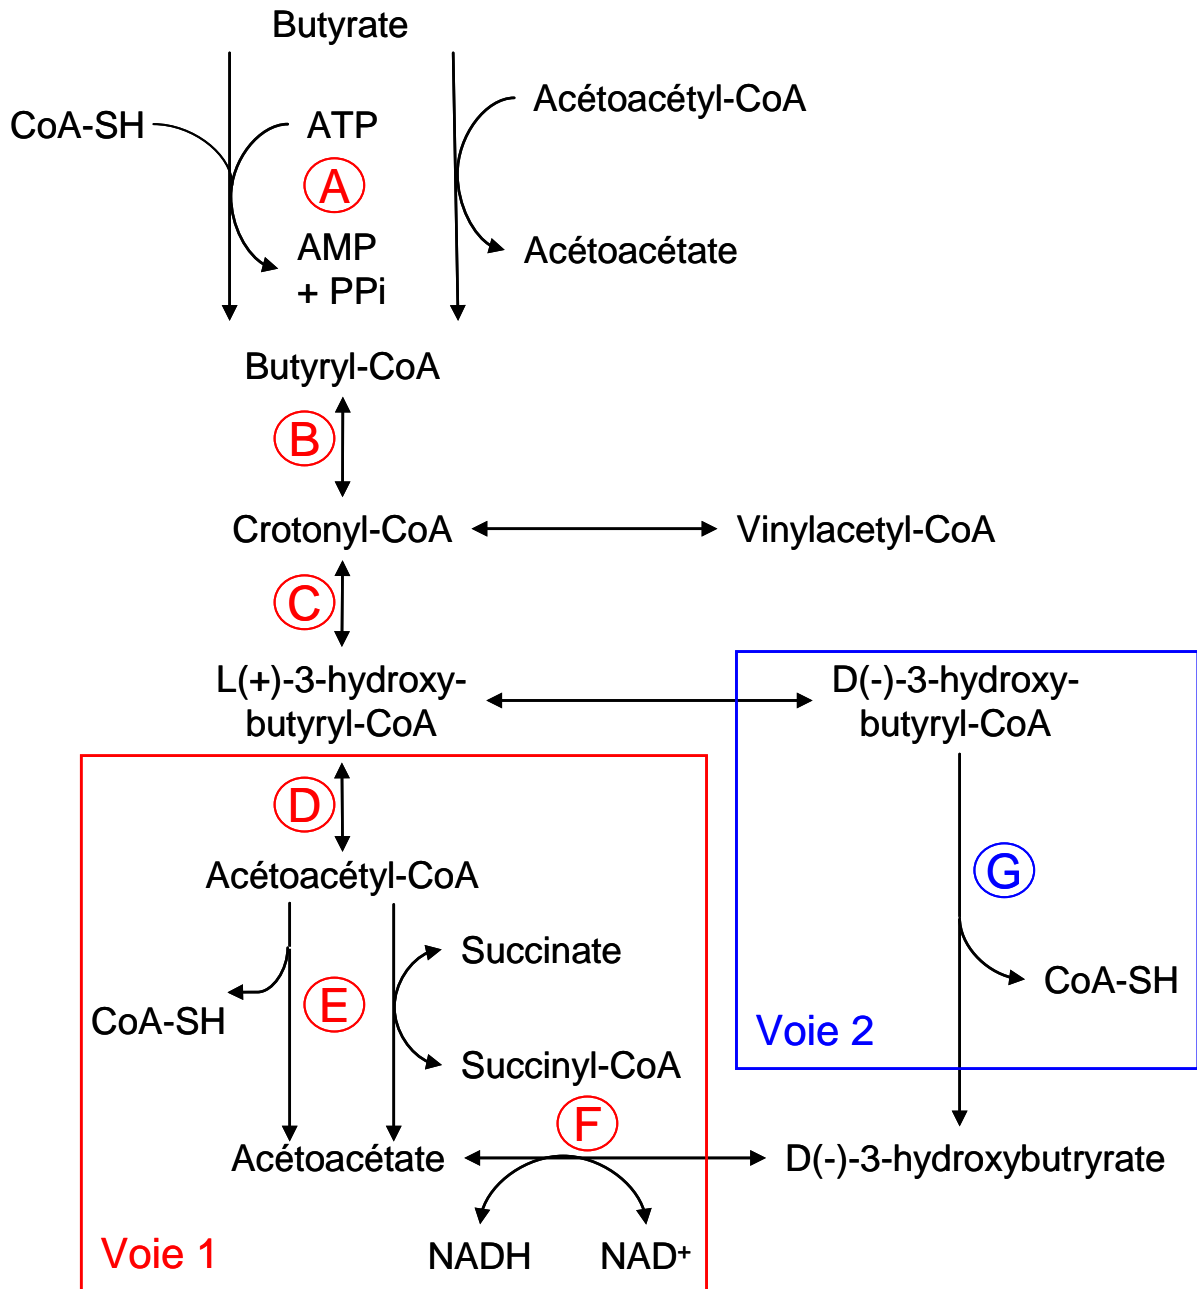 Butyrate
CoA-SH
ATP
Acétoacétyl-CoA
A
AMP
+ PPi
Acétoacétate
Butyryl-CoA
B
Crotonyl-CoA
Vinylacetyl-CoA
C
L(+)-3-hydroxy-
butyryl-CoA
D(-)-3-hydroxy-
butyryl-CoA
D
Acétoacétyl-CoA
G
Succinate
CoA-SH
E
CoA-SH
Succinyl-CoA
Voie 2
F
Acétoacétate
D(-)-3-hydroxybutryrate
Voie 1
NADH
NAD⁺